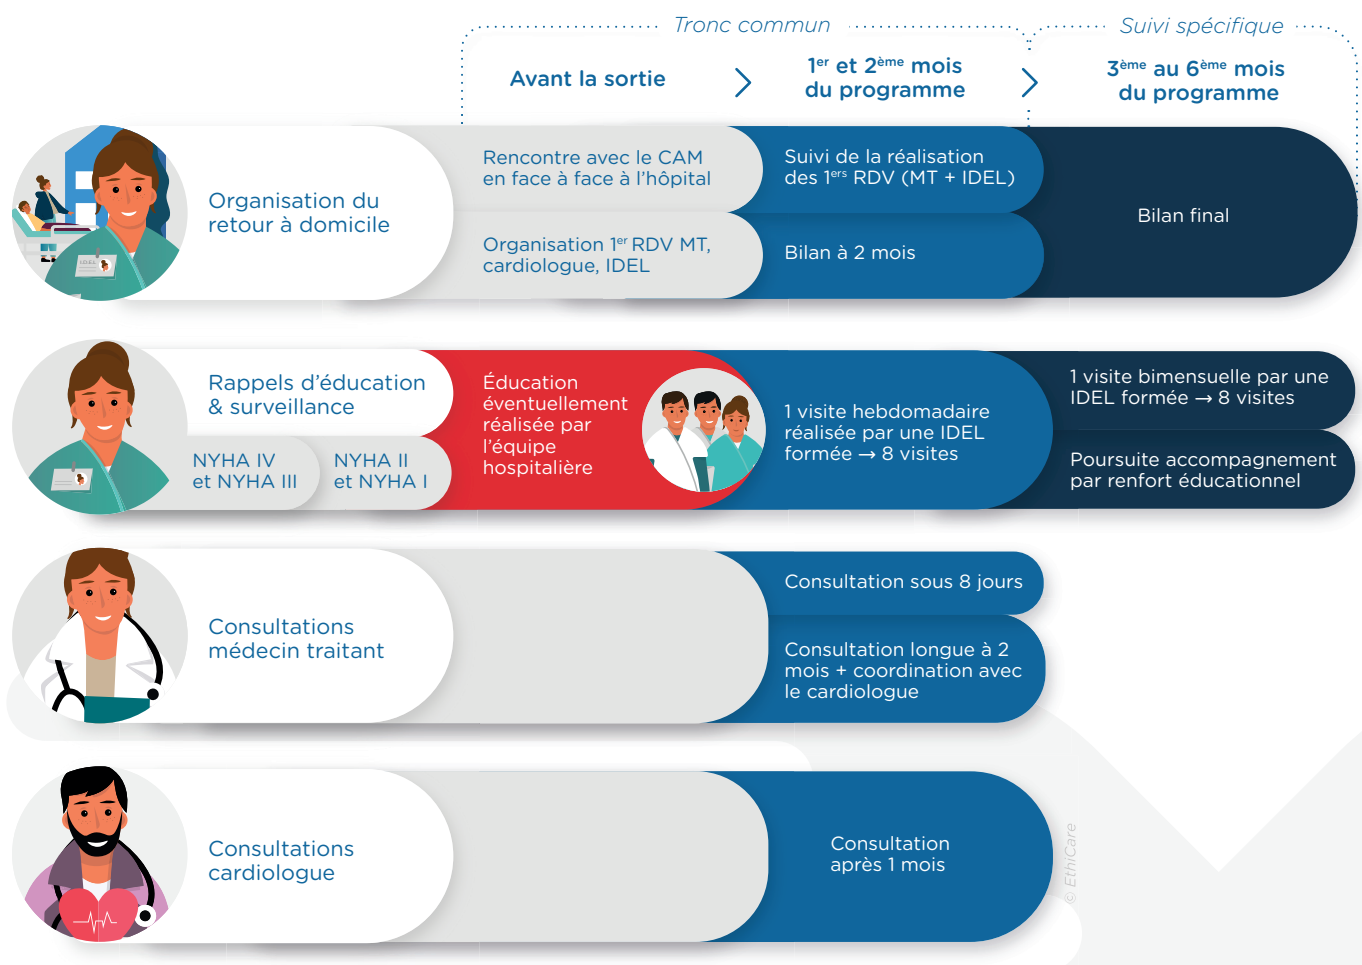 Tronc commun
Suivi spécifique
Avant la sortie
1er et 2ème mois
du programme
3ème au 6ème mois
du programme
Organisation du
retour à domicile
Rencontre avec le CAM
en face à face à l'hôpital
Organisation 1er RDV MT,
cardiologue, IDEL
Suivi de la réalisation
des 1ers RDV (MT + IDEL)
Bilan à 2 mois
Bilan final
IDEL
Rappels d'éducation
& surveillance
NYHA IV
et NYHA III
NYHA II
et NYHA I
Éducation
éventuellement
réalisée par
l'équipe
hospitalière
1 visite hebdomadaire
réalisée par une IDEL
formée → 8 visites
1 visite bimensuelle par une
IDEL formée → 8 visites
Poursuite accompagnement
par renfort éducationnel
Consultations
médecin traitant
Consultation sous 8 jours
Consultation longue à 2
mois + coordination avec
le cardiologue
Consultations
cardiologue
Consultation
après 1 mois
© EthiCare